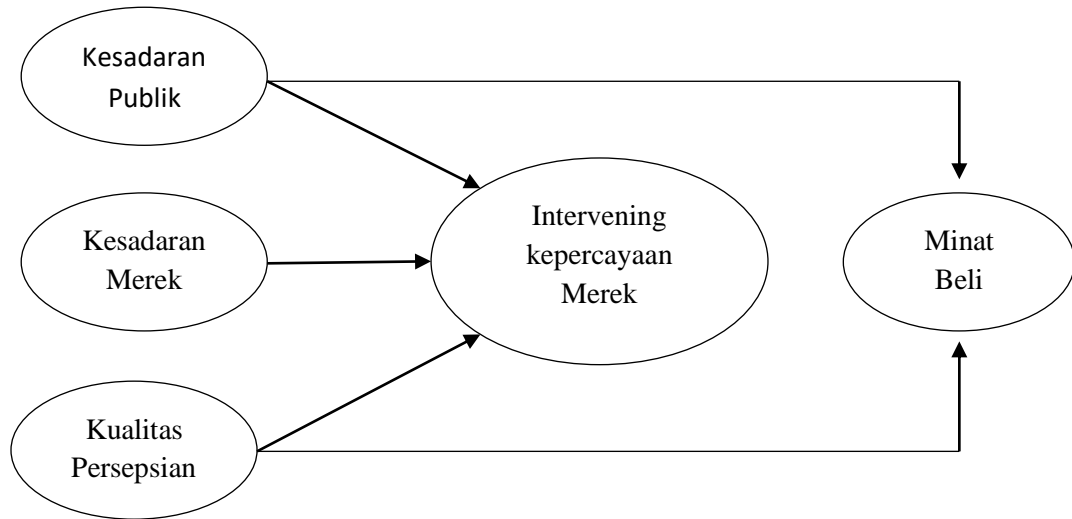 Kesadaran
Publik
Kesadaran
Merek
Kualitas
Persepsian
Intervening
kepercayaan
Merek
Minat
Beli